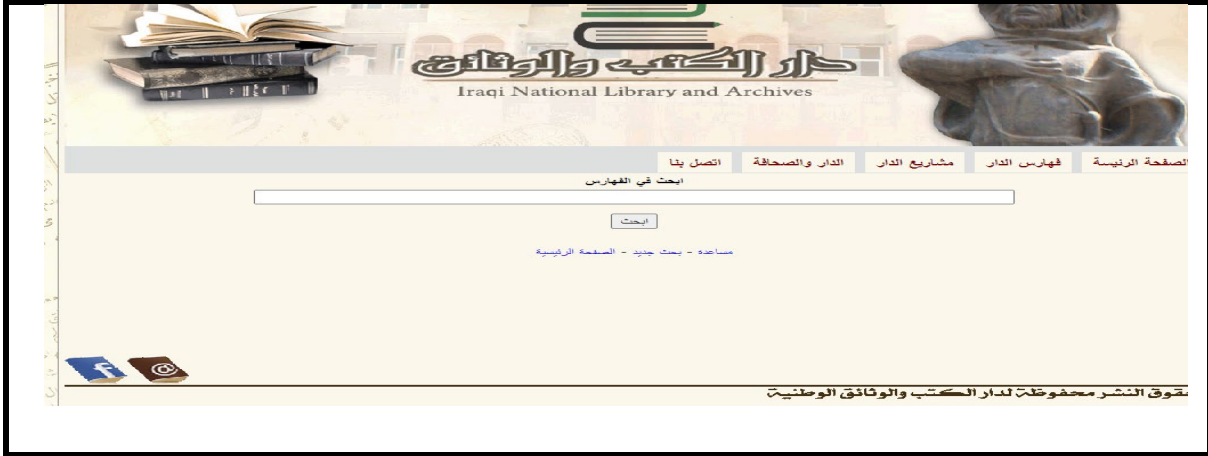 دار الكتب والوثائق
Iraqi National Library and Archives
الصفحة الرئيسة فهارس الدار مشاريع الدار الدار والصحافة اتصل بنا
ابحث في الفهارس
ابحث
مساعدة - بحث جديد - الصفحة الرئيسية
f @
حقوق النشر محفوظة لدار الكتب والوثائق الوطنية